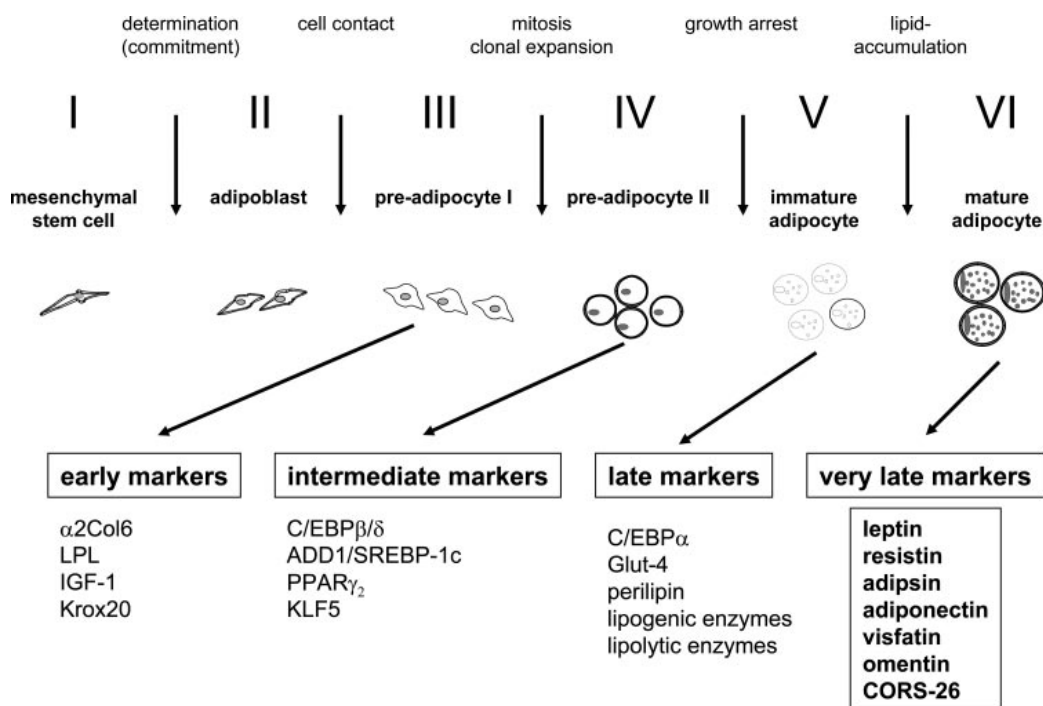 determination
(commitment)
cell contact
mitosis
clonal expansion
growth arrest
lipid-
accumulation
I
II
III
IV
V
VI
mesenchymal
stem cell
adipoblast
pre-adipocyte I
pre-adipocyte II
immature
adipocyte
mature
adipocyte
early markers
α2Col6
LPL
IGF-1
Krox20
intermediate markers
C/EBPβ/δ
ADD1/SREBP-1c
PPARγ₂
KLF5
late markers
C/EBPα
Glut-4
perilipin
lipogenic enzymes
lipolytic enzymes
very late markers
leptin
resistin
adipsin
adiponectin
visfatin
omentin
CORS-26